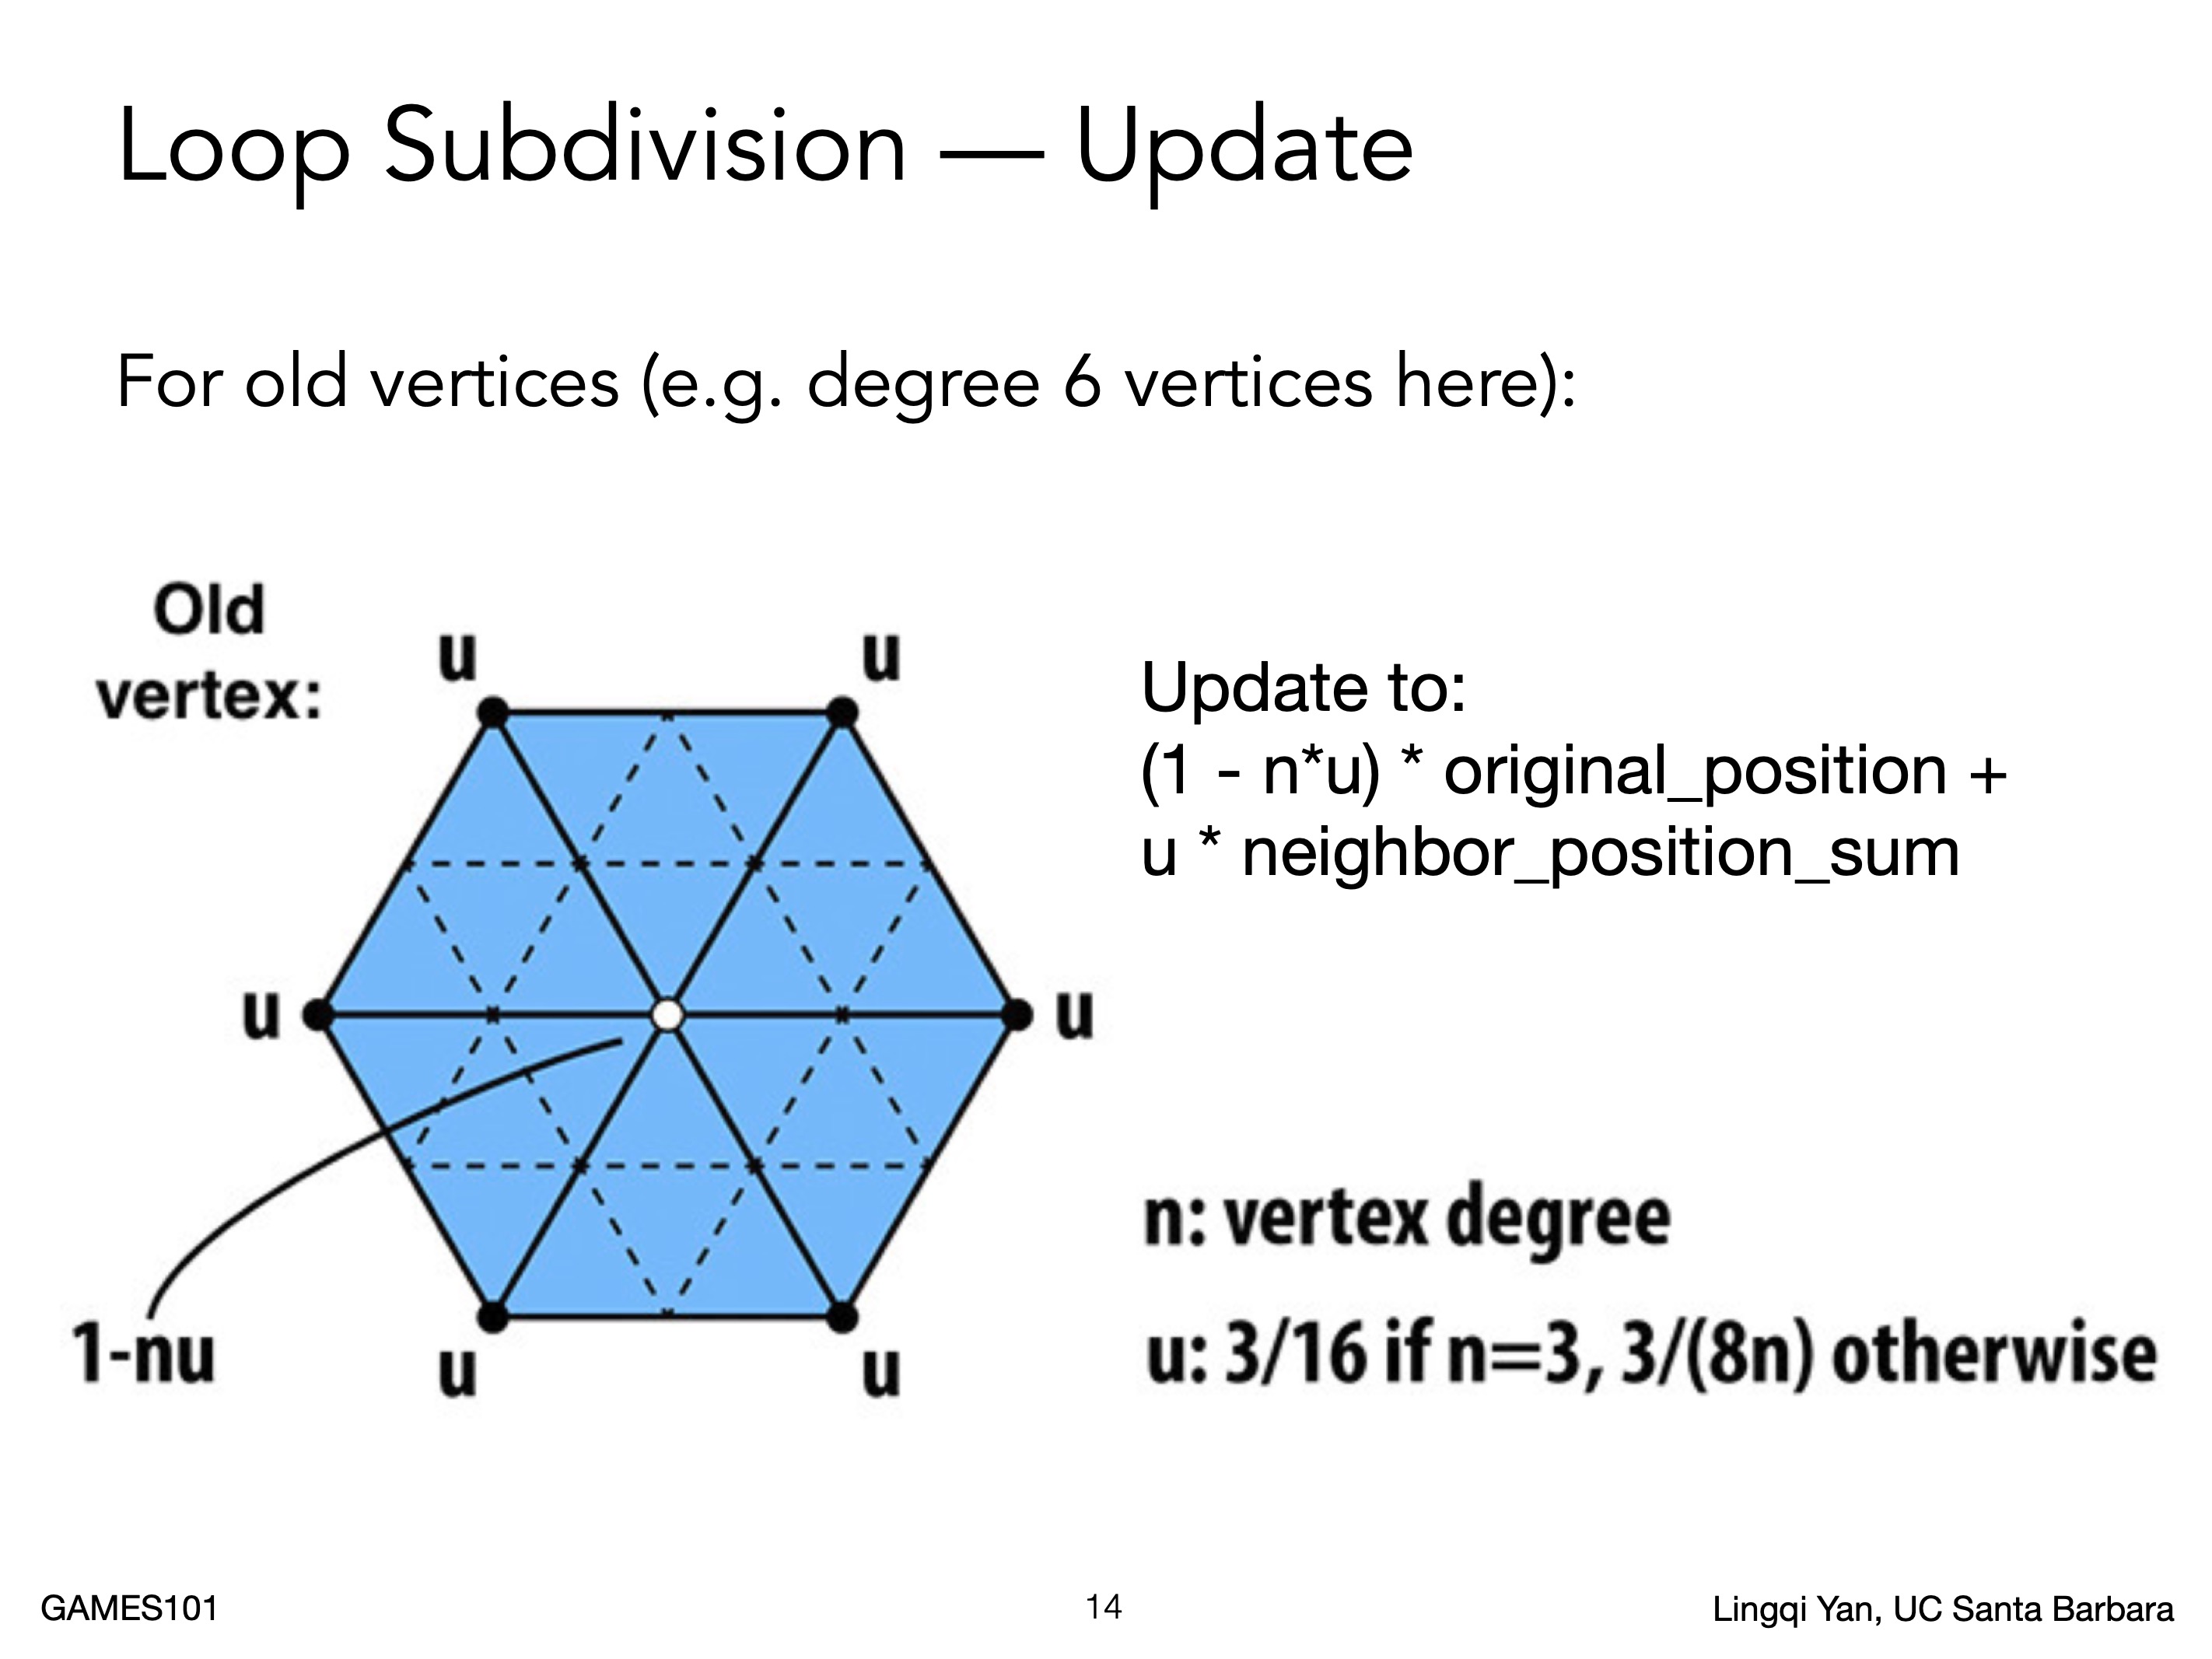 Loop Subdivision — Update
For old vertices (e.g. degree 6 vertices here):
Old
vertex:
u
u
u
u
1-nu
u
u
Update to:
(1 - n*u) * original_position +
u * neighbor_position_sum
n: vertex degree
u: 3/16 if n=3, 3/(8n) otherwise
GAMES101
14
Lingqi Yan, UC Santa Barbara